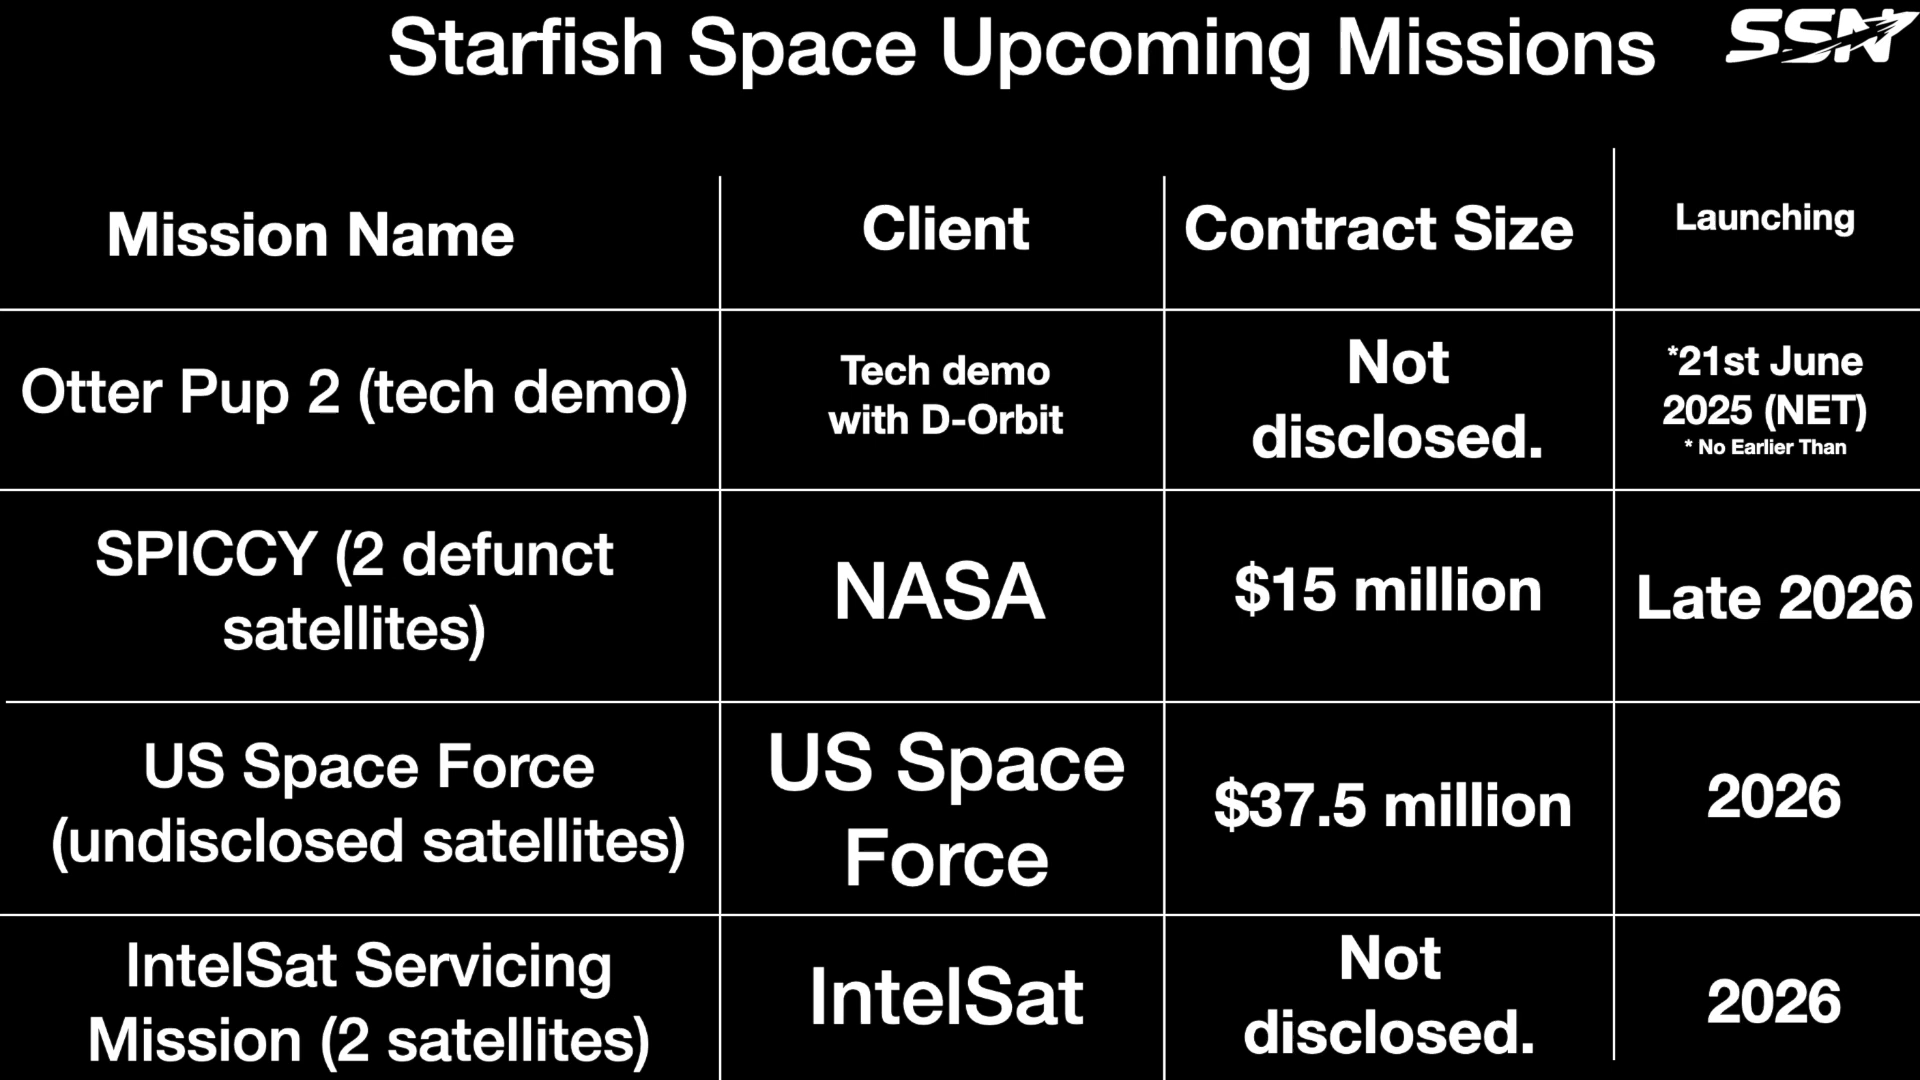 Starfish Space Upcoming Missions
SSN
Mission Name
Client
Contract Size
Launching
Otter Pup 2 (tech demo)
Tech demo
with D-Orbit
Not
disclosed.
*21st June
2025 (NET)
* No Earlier Than
SPICCY (2 defunct
satellites)
NASA
$15 million
Late 2026
US Space Force
(undisclosed satellites)
US Space
Force
$37.5 million
2026
IntelSat Servicing
Mission (2 satellites)
IntelSat
Not
disclosed.
2026